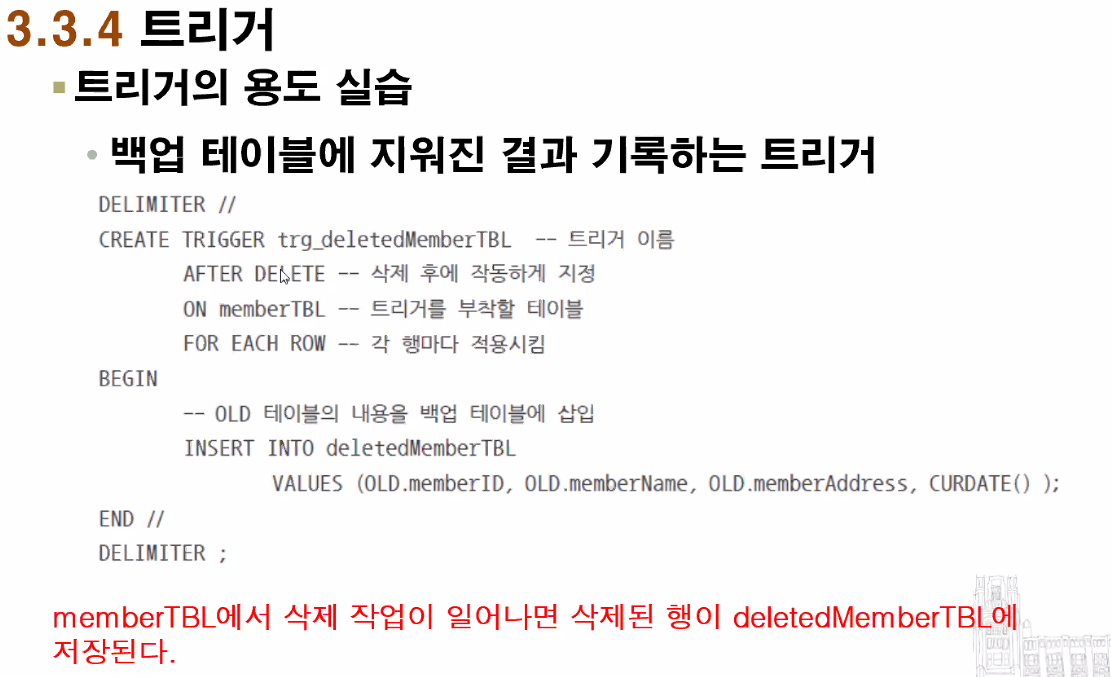 3.3.4 트리거
트리거의 용도 실습
백업 테이블에 지워진 결과 기록하는 트리거
DELIMITER //
CREATE TRIGGER trg_deletedMemberTBL -- 트리거 이름
AFTER DELETE -- 삭제 후에 작동하게 지정
ON memberTBL -- 트리거를 부착할 테이블
FOR EACH ROW -- 각 행마다 적용시킴
BEGIN
-- OLD 테이블의 내용을 백업 테이블에 삽입
INSERT INTO deletedMemberTBL
VALUES (OLD.memberID, OLD.memberName, OLD.memberAddress, CURDATE() );
END //
DELIMITER ;
memberTBL에서 삭제 작업이 일어나면 삭제된 행이 deletedMemberTBL에
저장된다.